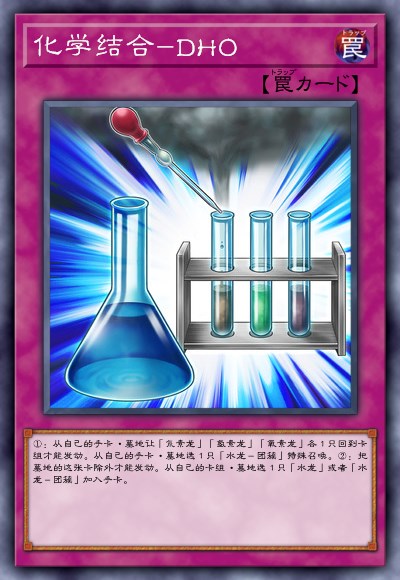 化学结合-DHO
トラップ
罠
トラップ
【罠カード】
①：从自己的手卡·墓地让「氘素龙」「氢素龙」「氧素龙」各1只回到卡
组才能发动。从自己的手卡·墓地选1只「水龙-团簇」特殊召唤。②：把
墓地的这张卡除外才能发动。从自己的卡组·墓地选1只「水龙」或者「水
龙-团簇」加入手卡。